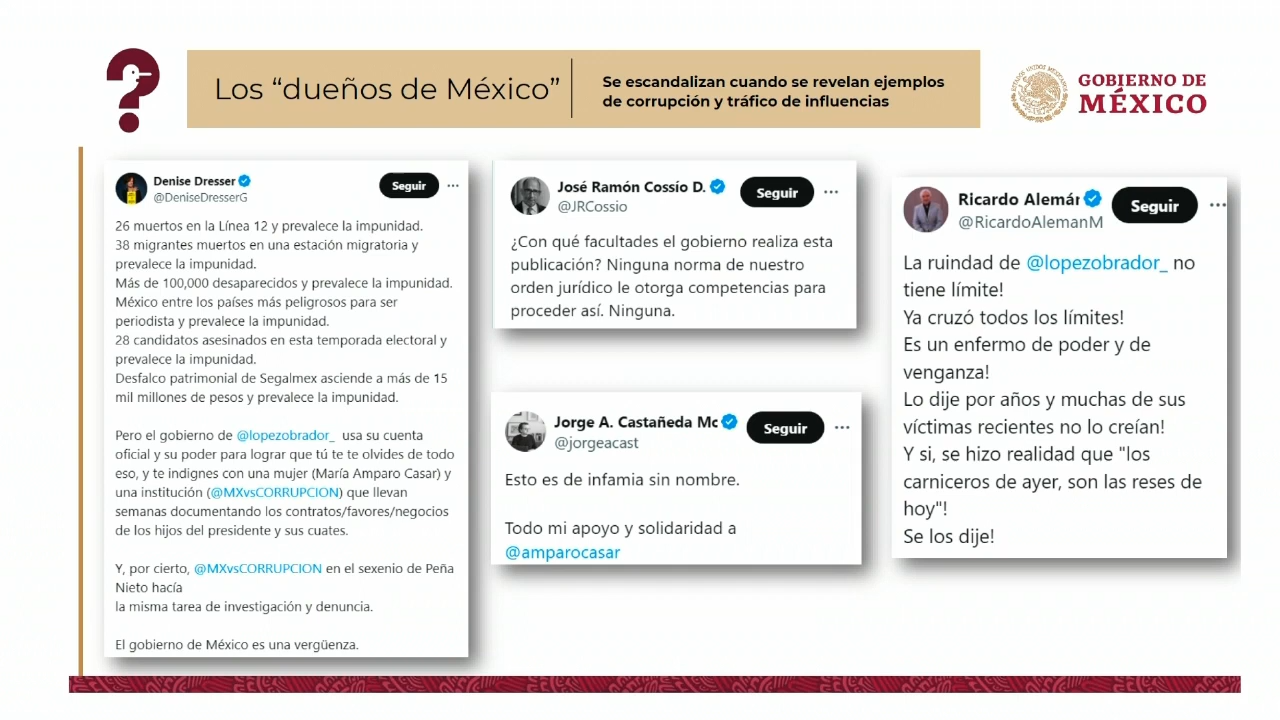 Los “dueños de México”
Se escandalizan cuando se revelan ejemplos
de corrupción y tráfico de influencias
GOBIERNO DE
MÉXICO
Denise Dresser
@DeniseDresserG
Seguir
26 muertos en la Línea 12 y prevalece la impunidad.
38 migrantes muertos en una estación migratoria y
prevalece la impunidad.
Más de 100,000 desaparecidos y prevalece la impunidad.
México entre los países más peligrosos para ser
periodista y prevalece la impunidad.
28 candidatos asesinados en esta temporada electoral y
prevalece la impunidad.
Desfalco patrimonial de Segalmex asciende a más de 15
mil millones de pesos y prevalece la impunidad.
Pero el gobierno de @lopezobrador_ usa su cuenta
oficial y su poder para lograr que tú te te olvides de todo
eso, y te indignes con una mujer (María Amparo Casar) y
una institución (@MXvsCORRUPCION) que llevan
semanas documentando los contratos/favores/negocios
de los hijos del presidente y sus cuates.
Y, por cierto, @MXvsCORRUPCION en el sexenio de Peña
Nieto hacía
la misma tarea de investigación y denuncia.
El gobierno de México es una vergüenza.
José Ramón Cossío D.
@JRCossio
Seguir
¿Con qué facultades el gobierno realiza esta
publicación? Ninguna norma de nuestro
orden jurídico le otorga competencias para
proceder así. Ninguna.
Jorge A. Castañeda Mo
@jorgeacast
Seguir
Esto es de infamia sin nombre.
Todo mi apoyo y solidaridad a
@amparocasar
Ricardo Alemán
@RicardoAlemanM
Seguir
La ruindad de @lopezobrador_ no
tiene límite!
Ya cruzó todos los límites!
Es un enfermo de poder y de
venganza!
Lo dije por años y muchas de sus
víctimas recientes no lo creían!
Y si, se hizo realidad que "los
carniceros de ayer, son las reses de
hoy"!
Se los dije!